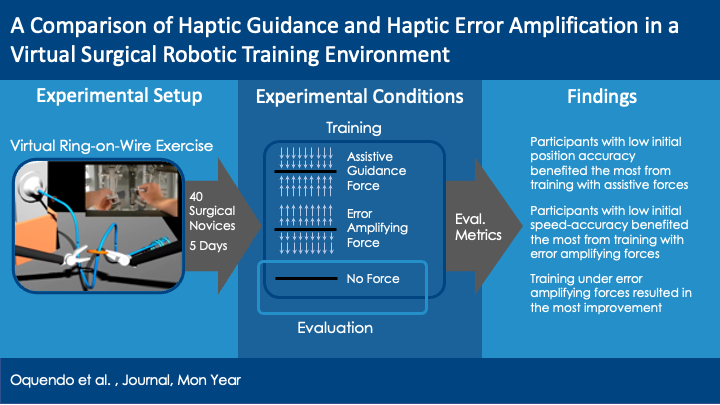 A Comparison of Haptic Guidance and Haptic Error Amplification in a
Virtual Surgical Robotic Training Environment
Experimental Setup
Virtual Ring-on-Wire Exercise
40
Surgical
Novices
5 Days
Experimental Conditions
Training
Assistive
Guidance
Force
Error
Amplifying
Force
No Force
Evaluation
Eval.
Metrics
Findings
Participants with low initial
position accuracy
benefited the most from
training with assistive forces
Participants with low initial
speed-accuracy benefited
the most from training with
error amplifying forces
Training under error
amplifying forces resulted in
the most improvement
Oquendo et al. , Journal, Mon Year